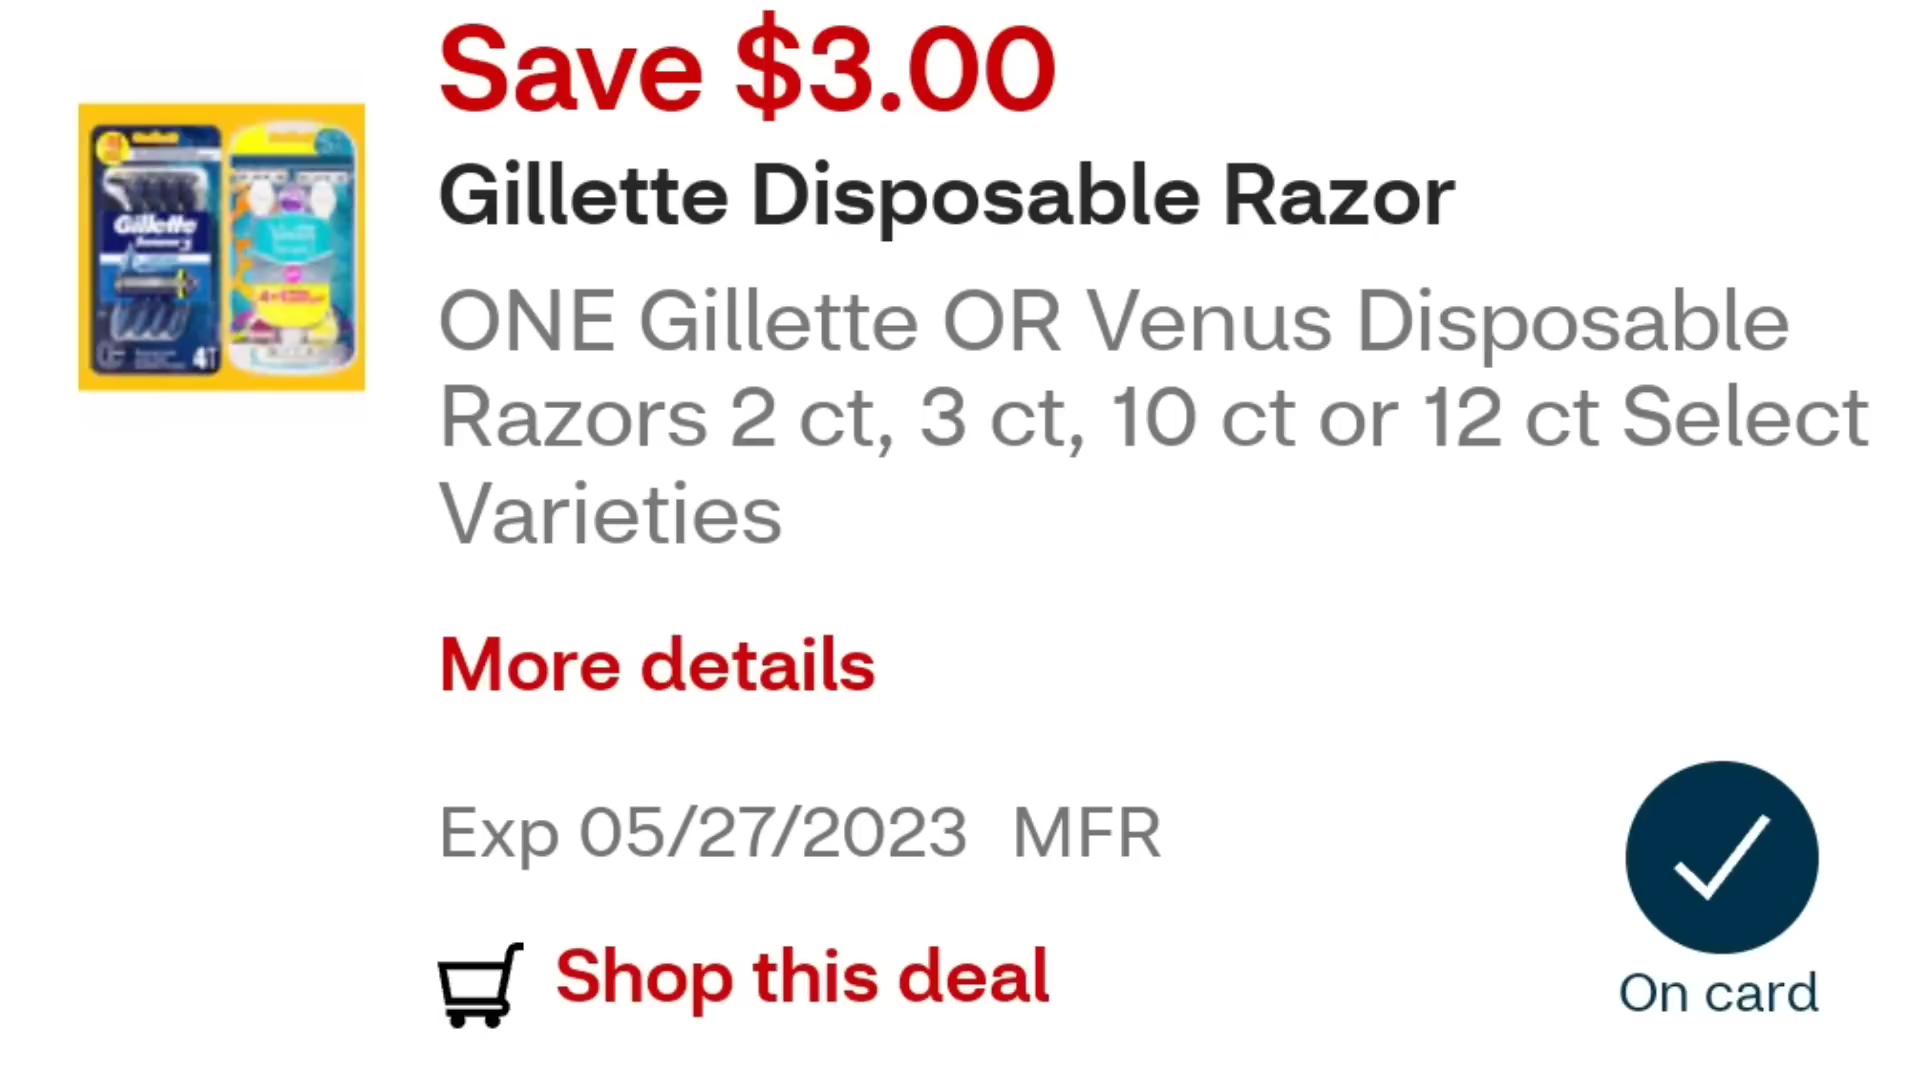 Save $3.00
Gillette Disposable Razor
ONE Gillette OR Venus Disposable
Razors 2 ct, 3 ct, 10 ct or 12 ct Select
Varieties
More details
Exp 05/27/2023 MFR
Shop this deal
On card
Gillette